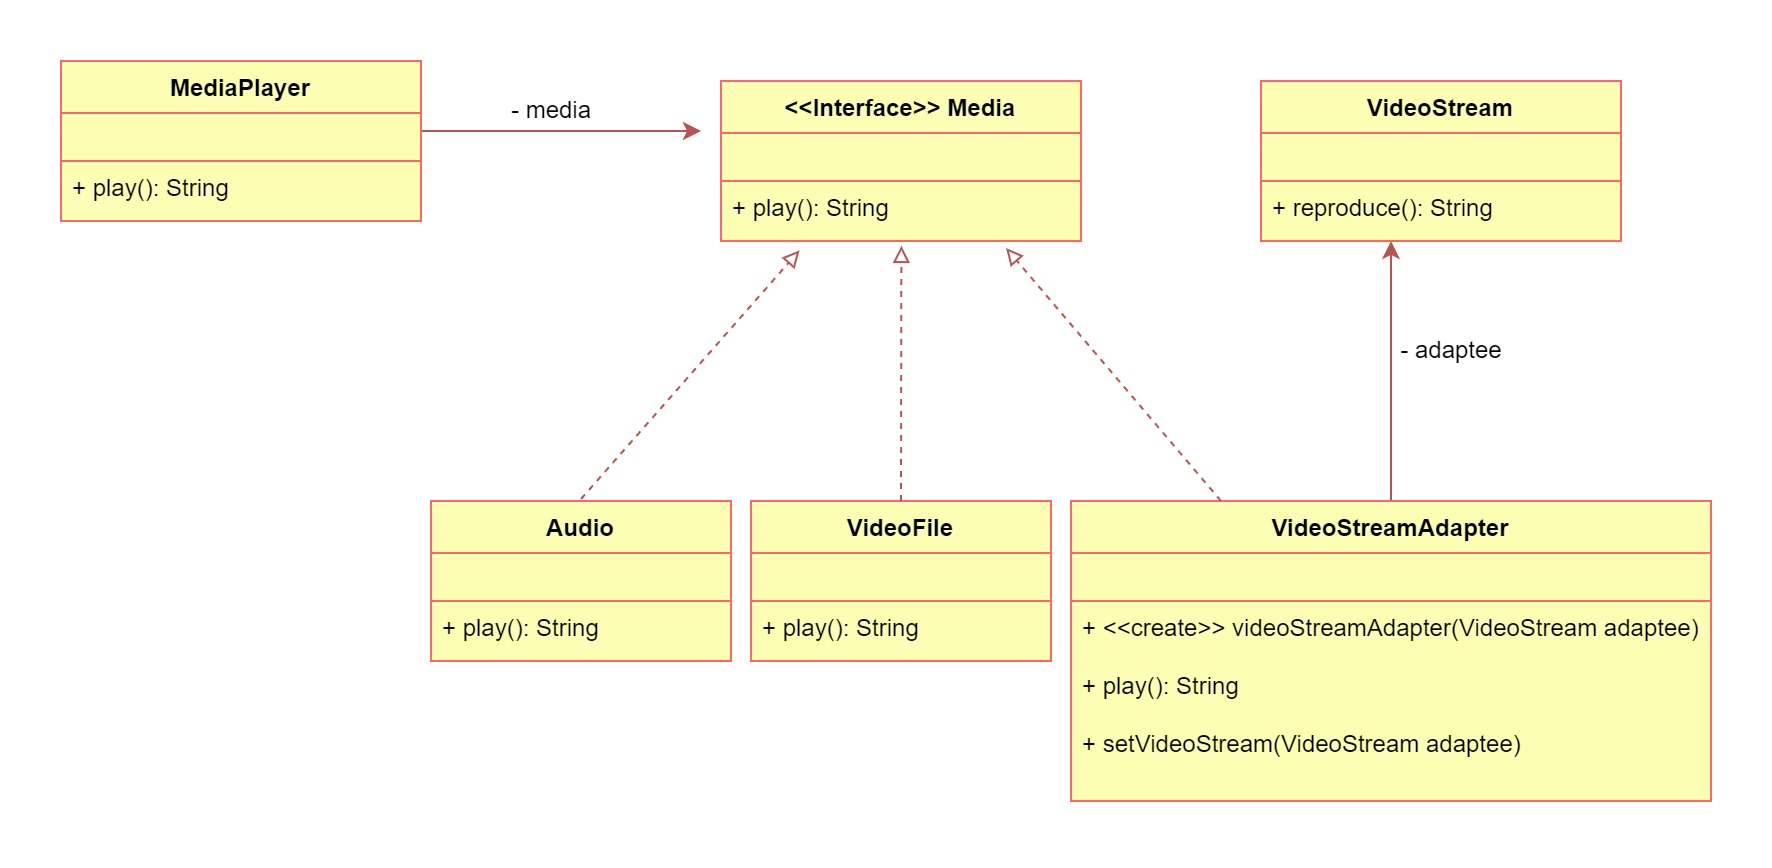 MediaPlayer
+ play(): String
- media
<<Interface>> Media
+ play(): String
VideoStream
+ reproduce(): String
- adaptee
Audio
+ play(): String
VideoFile
+ play(): String
VideoStreamAdapter
+ <<create>> videoStreamAdapter(VideoStream adaptee)
+ play(): String
+ setVideoStream(VideoStream adaptee)